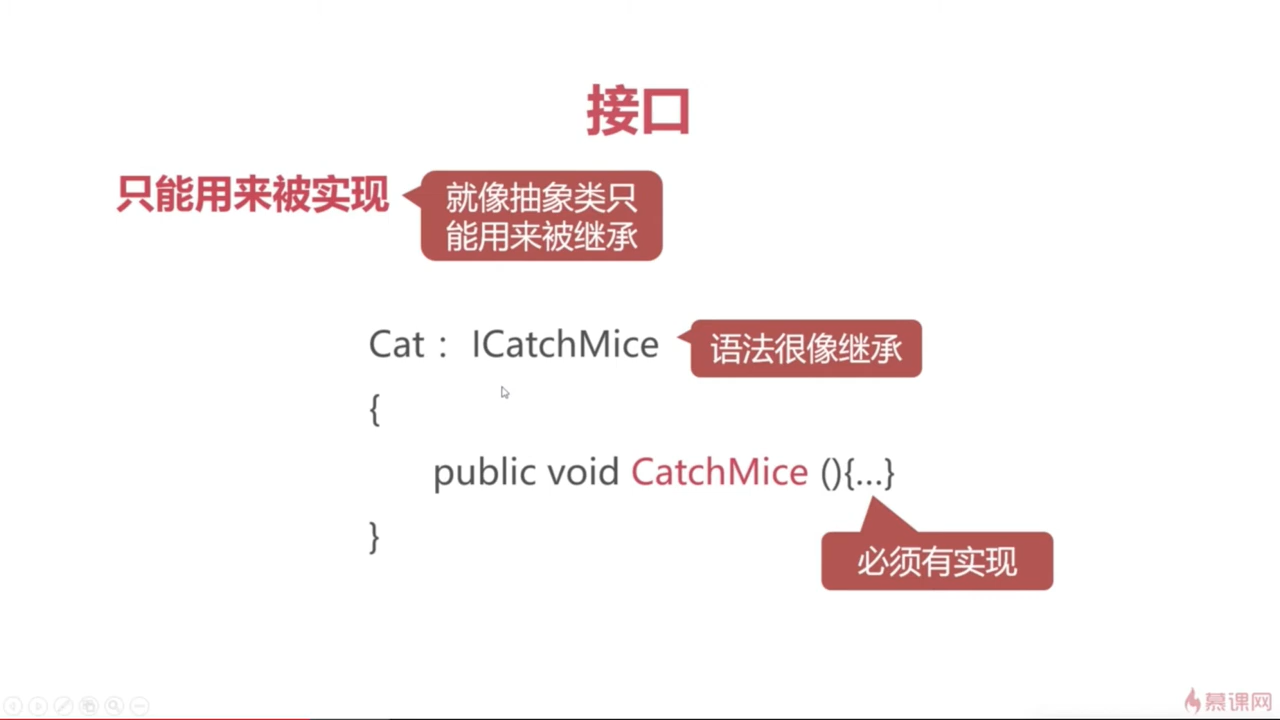 接口
只能用来被实现
就像抽象类只
能用来被继承
Cat： ICatchMice
语法很像继承
{
public void CatchMice (){...}
}
必须有实现
慕课网